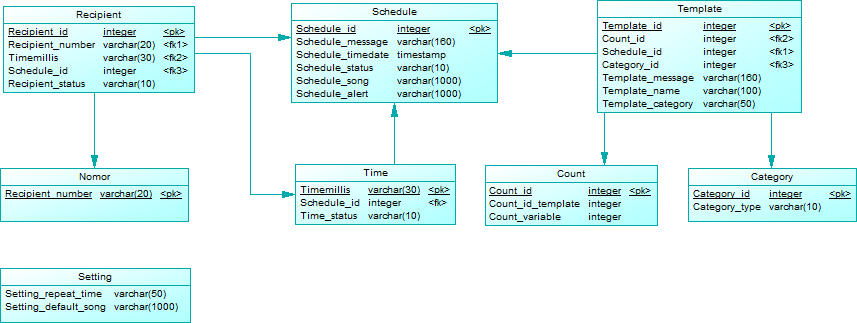 Recipient
Recipient_id integer <pk>
Recipient_number varchar(20) <fk1>
Timemillis varchar(30) <fk2>
Schedule_id integer <fk3>
Recipient_status varchar(10)
Schedule
Schedule_id integer <pk>
Schedule_message varchar(160)
Schedule_timedate timestamp
Schedule_status varchar(10)
Schedule_song varchar(1000)
Schedule_alert varchar(1000)
Template
Template_id integer <pk>
Count_id integer <fk2>
Schedule_id integer <fk1>
Category_id integer <fk3>
Template_message varchar(160)
Template_name varchar(100)
Template_category varchar(50)
Nomor
Recipient_number varchar(20) <pk>
Time
Timemillis varchar(30) <pk>
Schedule_id integer <fk>
Time_status varchar(10)
Count
Count_id integer <pk>
Count_id_template integer
Count_variable integer
Category
Category_id integer <pk>
Category_type varchar(10)
Setting
Setting_repeat_time varchar(50)
Setting_default_song varchar(1000)